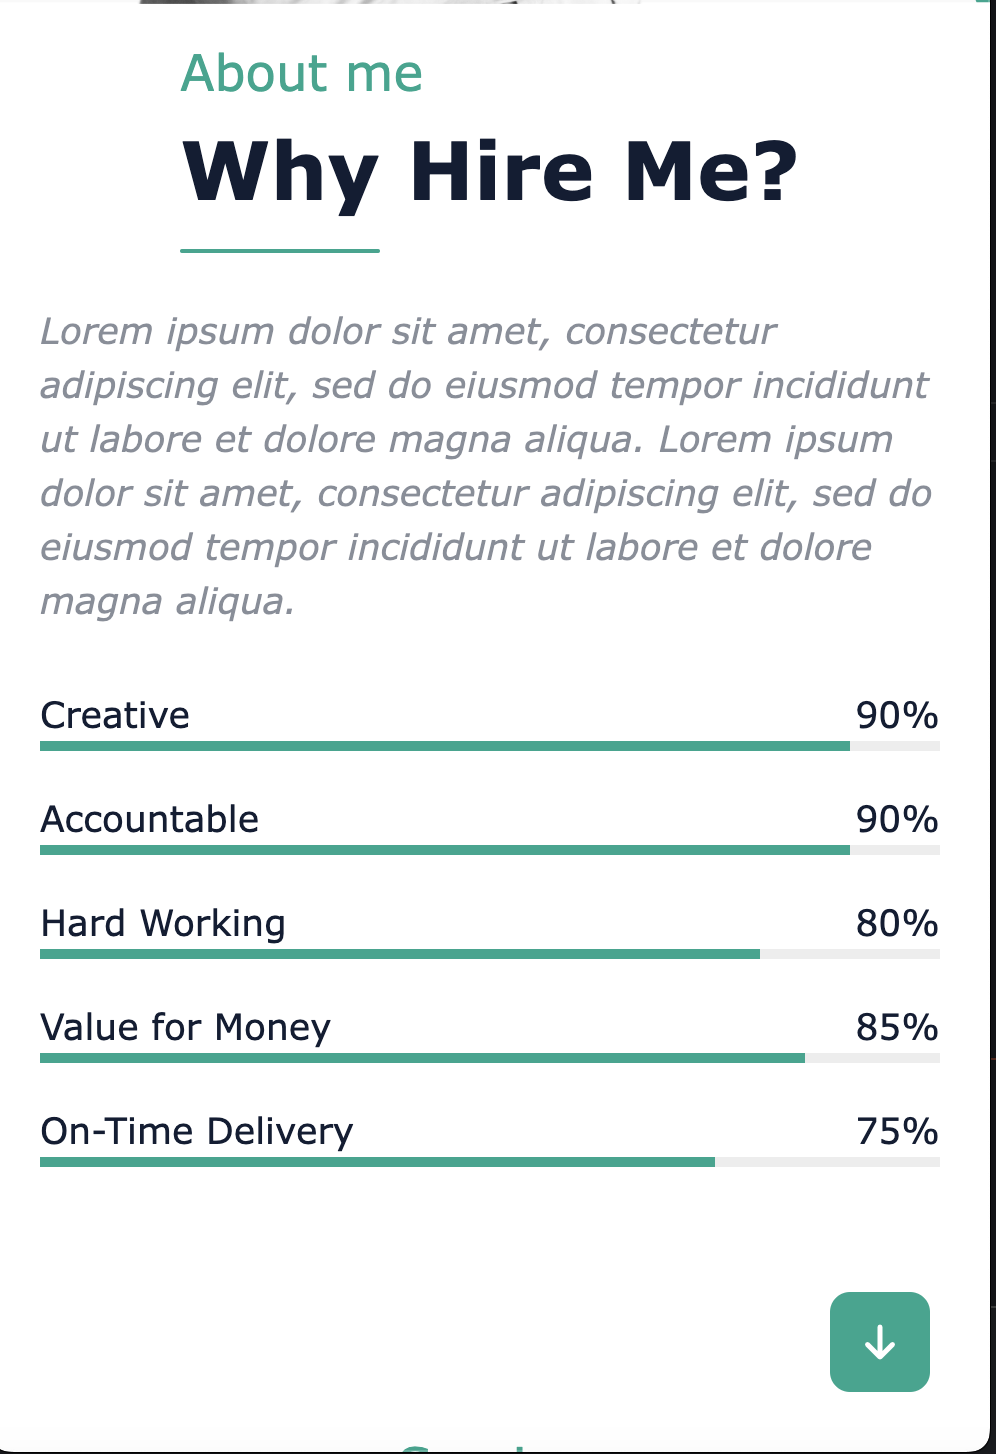 About me
Why Hire Me?
Lorem ipsum dolor sit amet, consectetur
adipiscing elit, sed do eiusmod tempor incididunt
ut labore et dolore magna aliqua. Lorem ipsum
dolor sit amet, consectetur adipiscing elit, sed do
eiusmod tempor incididunt ut labore et dolore
magna aliqua.
Creative 90%
Accountable 90%
Hard Working 80%
Value for Money 85%
On-Time Delivery 75%